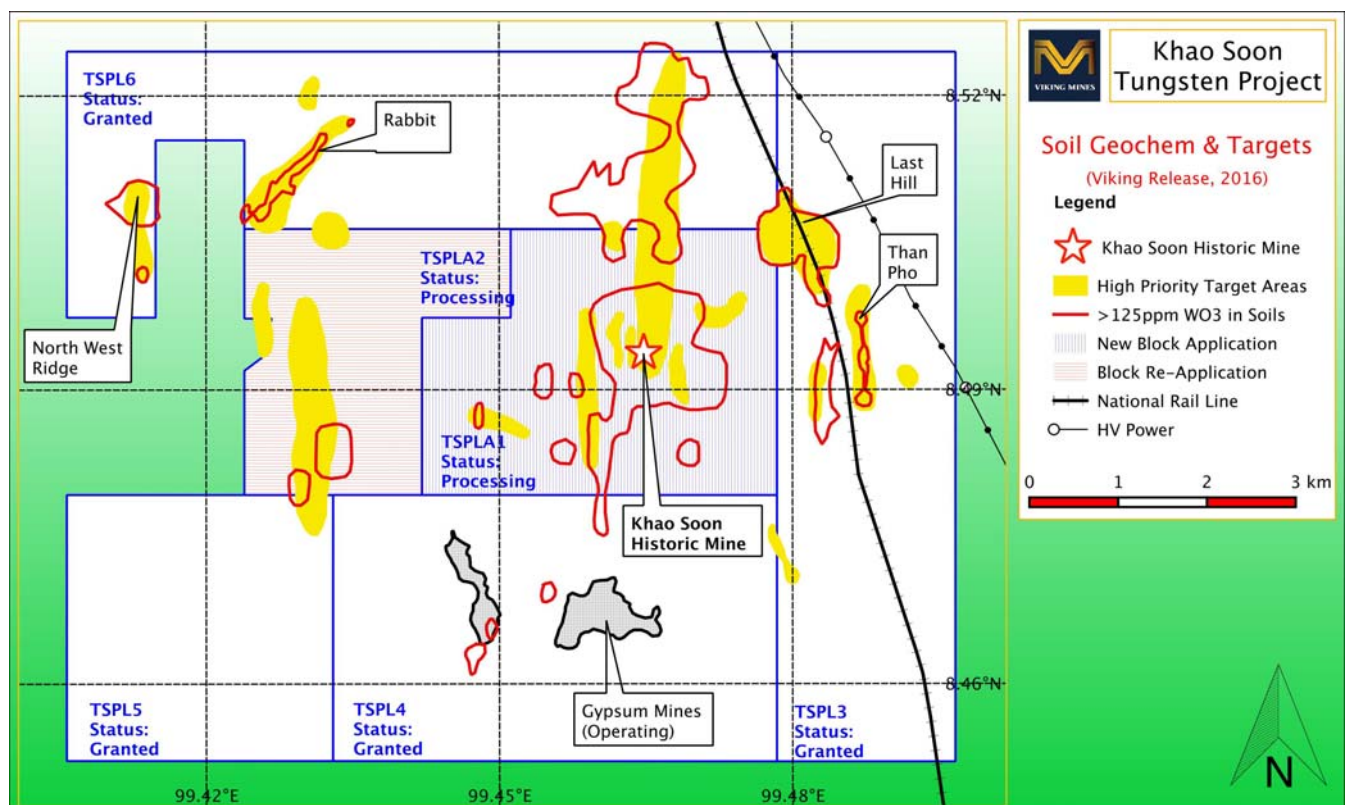 TSPL6
Status:
Granted
Rabbit
8.52°N
Last
Hill
Than
Pho
TSPLA2
Status:
Processing
North West
Ridge
8.49°N
TSPLA1
Status:
Processing
Khao Soon
Historic Mine
8.46°N
TSPL5
Status:
Granted
TSPL4
Status:
Granted
Gypsum Mines
(Operating)
TSPL3
Status:
Granted
99.42°E
99.45°E
99.48°E
VIKING MINES
Khao Soon
Tungsten Project
Soil Geochem & Targets
(Viking Release, 2016)
Legend
Khao Soon Historic Mine
High Priority Target Areas
>125ppm WO3 in Soils
New Block Application
Block Re-Application
National Rail Line
HV Power
0 1 2 3 km
N